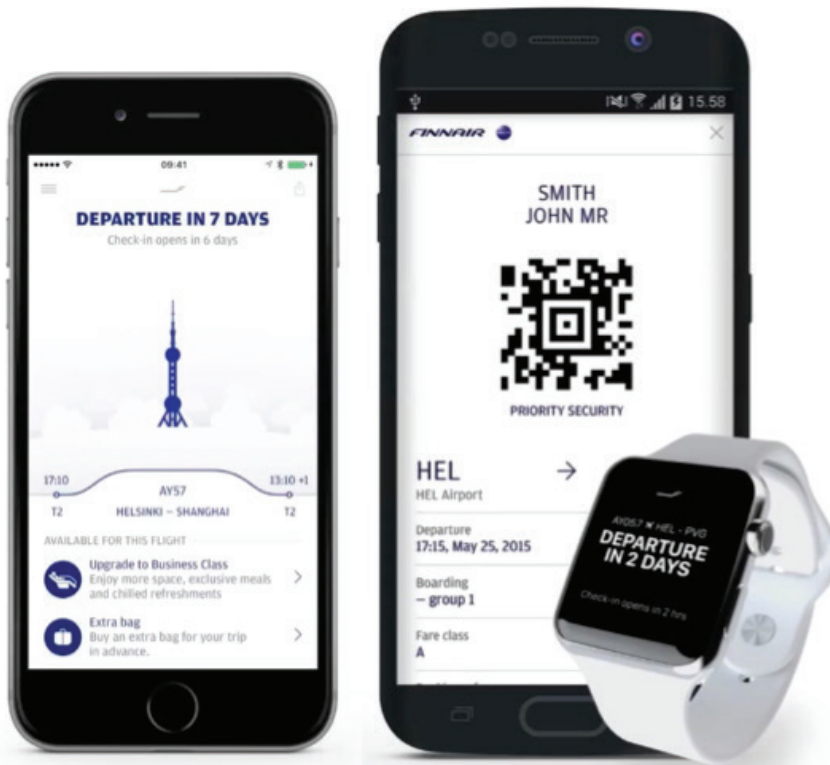 09:41
DEPARTURE IN 7 DAYS
Check-in opens in 6 days
17:10
13:10 +1
AY57
T2
HELSINKI – SHANGHAI
T2
AVAILABLE FOR THIS FLIGHT
Upgrade to Business Class
Enjoy more space, exclusive meals
and chilled refreshments
Extra bag
Buy an extra bag for your trip
in advance.
15.58
FINNAIR
SMITH
JOHN MR
PRIORITY SECURITY
HEL
HEL Airport
Departure
17:15, May 25, 2015
Boarding
– group 1
Fare class
A
AY057 HEL - PVG
DEPARTURE
IN 2 DAYS
Check-in opens in 2 hrs